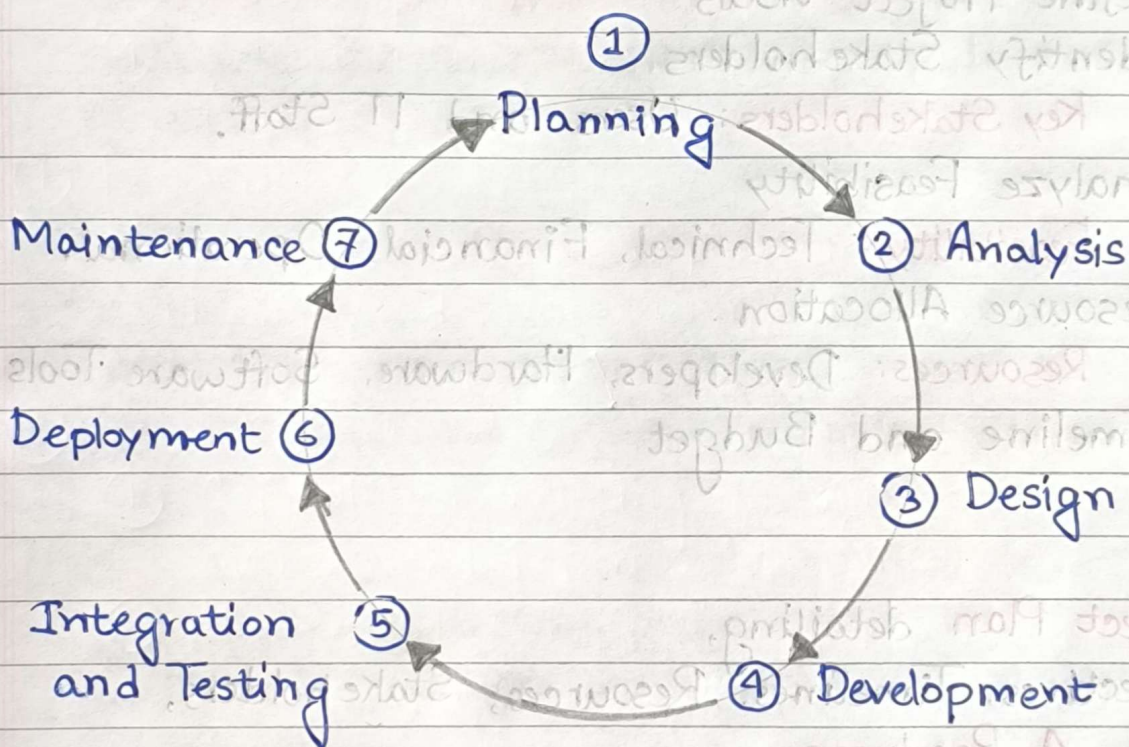 1
Planning
2 Analysis
3 Design
4 Development
5
Integration
and Testing
Deployment 6
Maintenance 7